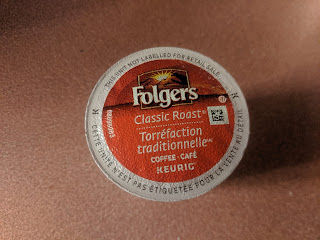 THIS UNIT NOT LABELLED FOR RETAIL SALE
Folgers
Classic Roast®
Torréfaction
traditionnelle
COFFEE • CAFÉ
KEURIG
K CETTE UNITÉ N'EST PAS ÉTIQUETÉE POUR LA VENTE AU DÉTAIL K